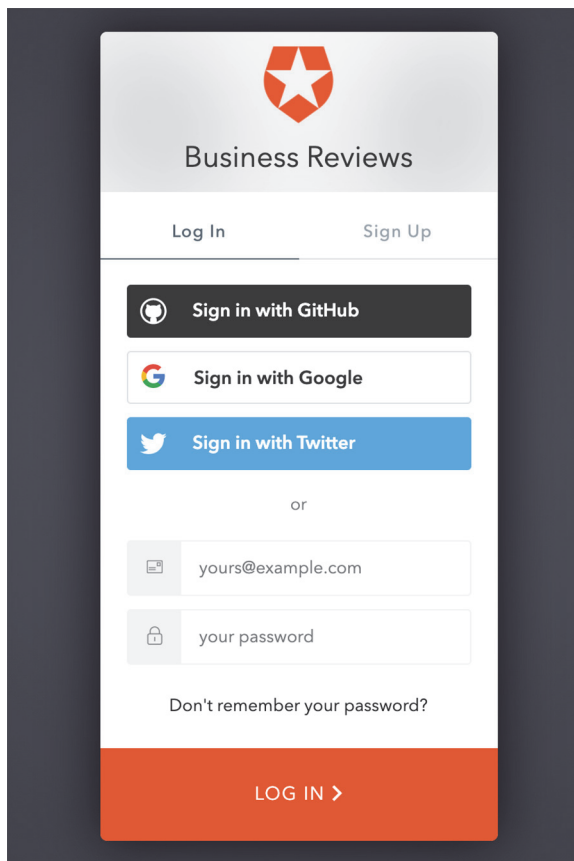 Business Reviews
Log In
Sign Up
Sign in with GitHub
Sign in with Google
Sign in with Twitter
or
yours@example.com
your password
Don't remember your password?
LOG IN